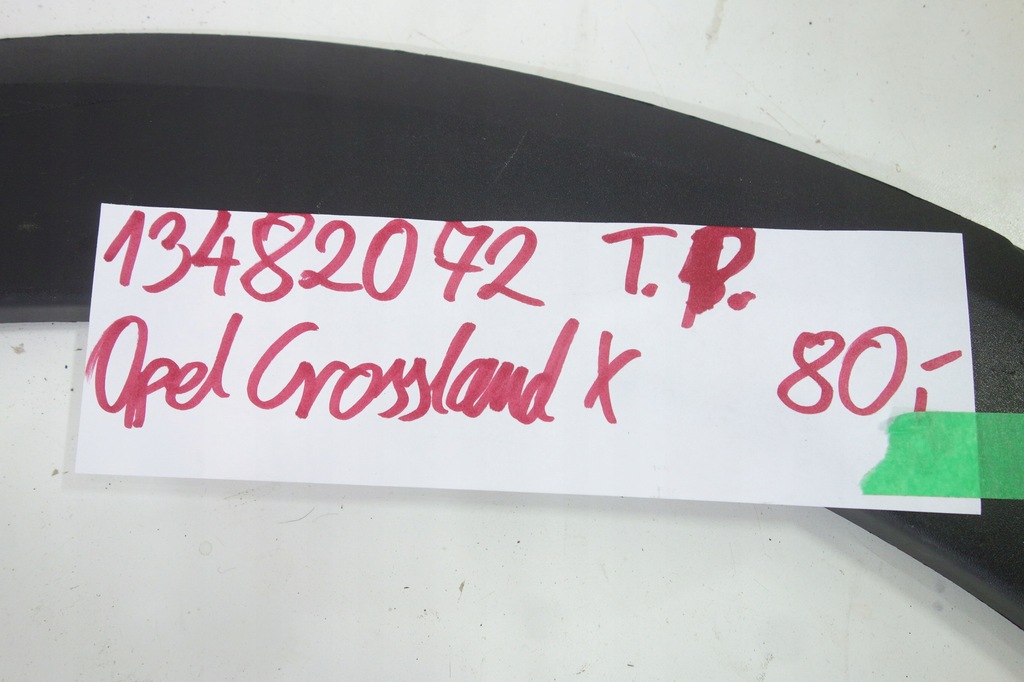 13482072 T.P.
Opel Crossland X 80,-